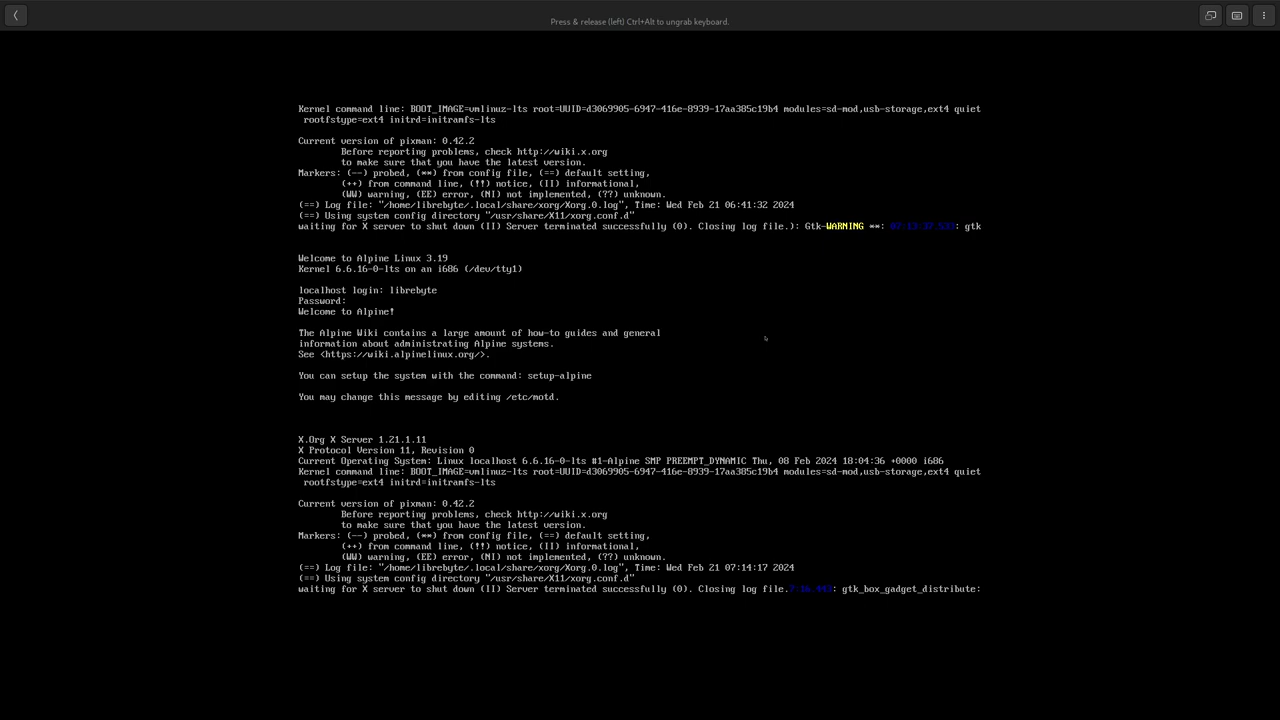 Press & release (left) Ctrl+Alt to ungrab keyboard.
Kernel command line: BOOT_IMAGE=vmlinuz-lts root=UUID=d3069905-6947-416e-8939-17aa385c19b4 modules=sd-mod,usb-storage,ext4 quiet
rootfstype=ext4 initrd=initramfs-lts
Current version of pixman: 0.42.2
Before reporting problems, check http://wiki.x.org
to make sure that you have the latest version.
Markers: (--) probed, (**) from config file, (==) default setting,
(++) from command line, (!!) notice, (II) informational,
(WW) warning, (EE) error, (NI) not implemented, (??) unknown.
(==) Log file: "/home/librebyte/.local/share/xorg/Xorg.0.log", Time: Wed Feb 21 06:41:32 2024
(==) Using system config directory "/usr/share/X11/xorg.conf.d"
waiting for X server to shut down (II) Server terminated successfully (0). Closing log file.): Gtk-WARNING **: : gtk
Welcome to Alpine Linux 3.19
Kernel 6.6.16-0-lts on an i686 (/dev/tty1)
localhost login: librebyte
Password:
Welcome to Alpine!
The Alpine Wiki contains a large amount of how-to guides and general
information about administrating Alpine systems.
See <https://wiki.alpinelinux.org/>.
You can setup the system with the command: setup-alpine
You may change this message by editing /etc/motd.
X.Org X Server 1.21.1.11
X Protocol Version 11, Revision 0
Current Operating System: Linux localhost 6.6.16-0-lts #1-Alpine SMP PREEMPT_DYNAMIC Thu, 08 Feb 2024 18:04:36 +0000 i686
Kernel command line: BOOT_IMAGE=vmlinuz-lts root=UUID=d3069905-6947-416e-8939-17aa385c19b4 modules=sd-mod,usb-storage,ext4 quiet
rootfstype=ext4 initrd=initramfs-lts
Current version of pixman: 0.42.2
Before reporting problems, check http://wiki.x.org
to make sure that you have the latest version.
Markers: (--) probed, (**) from config file, (==) default setting,
(++) from command line, (!!) notice, (II) informational,
(WW) warning, (EE) error, (NI) not implemented, (??) unknown.
(==) Log file: "/home/librebyte/.local/share/xorg/Xorg.0.log", Time: Wed Feb 21 07:14:17 2024
(==) Using system config directory "/usr/share/X11/xorg.conf.d"
waiting for X server to shut down (II) Server terminated successfully (0). Closing log file. : gtk_box_gadget_distribute: